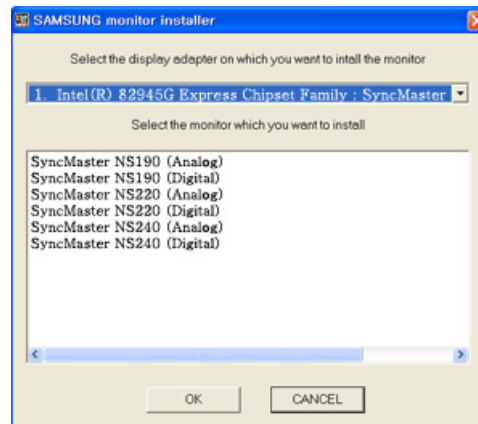 SAMSUNG monitor installer
Select the display adapter on which you want to intall the monitor
1. Intel(R) 82945G Express Chipset Family : SyncMaster
Select the monitor which you want to install
SyncMaster NS190 (Analog)
SyncMaster NS190 (Digital)
SyncMaster NS220 (Analog)
SyncMaster NS220 (Digital)
SyncMaster NS240 (Analog)
SyncMaster NS240 (Digital)
OK
CANCEL